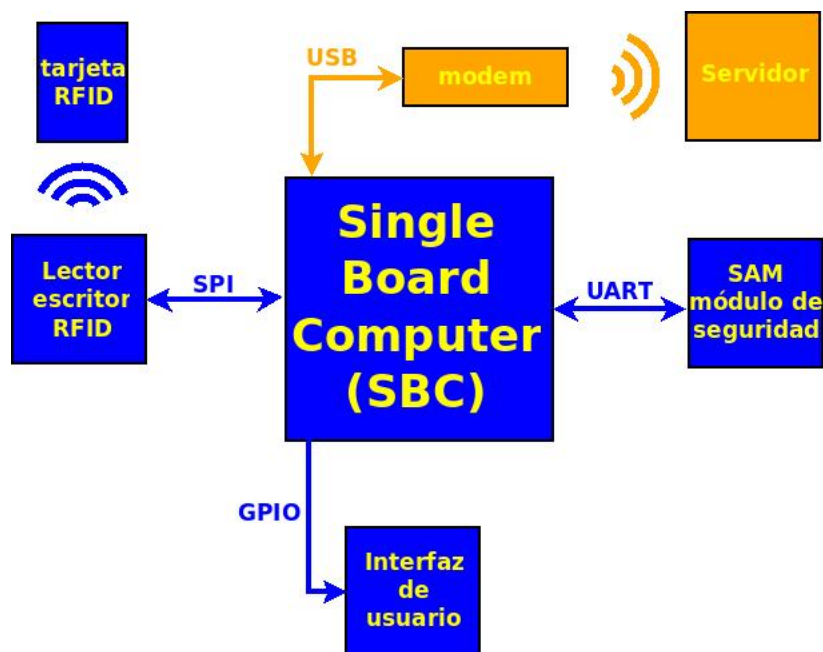 tarjeta
RFID
USB
modem
Servidor
Single
Board
Computer
(SBC)
Lector
escritor
RFID
SPI
UART
SAM
módulo de
seguridad
GPIO
Interfaz
de
usuario